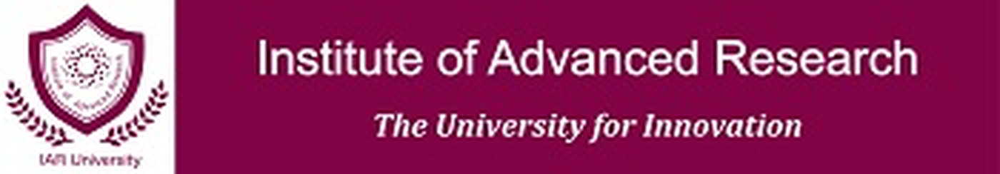 IAR University
Institute of Advanced Research
The University for Innovation